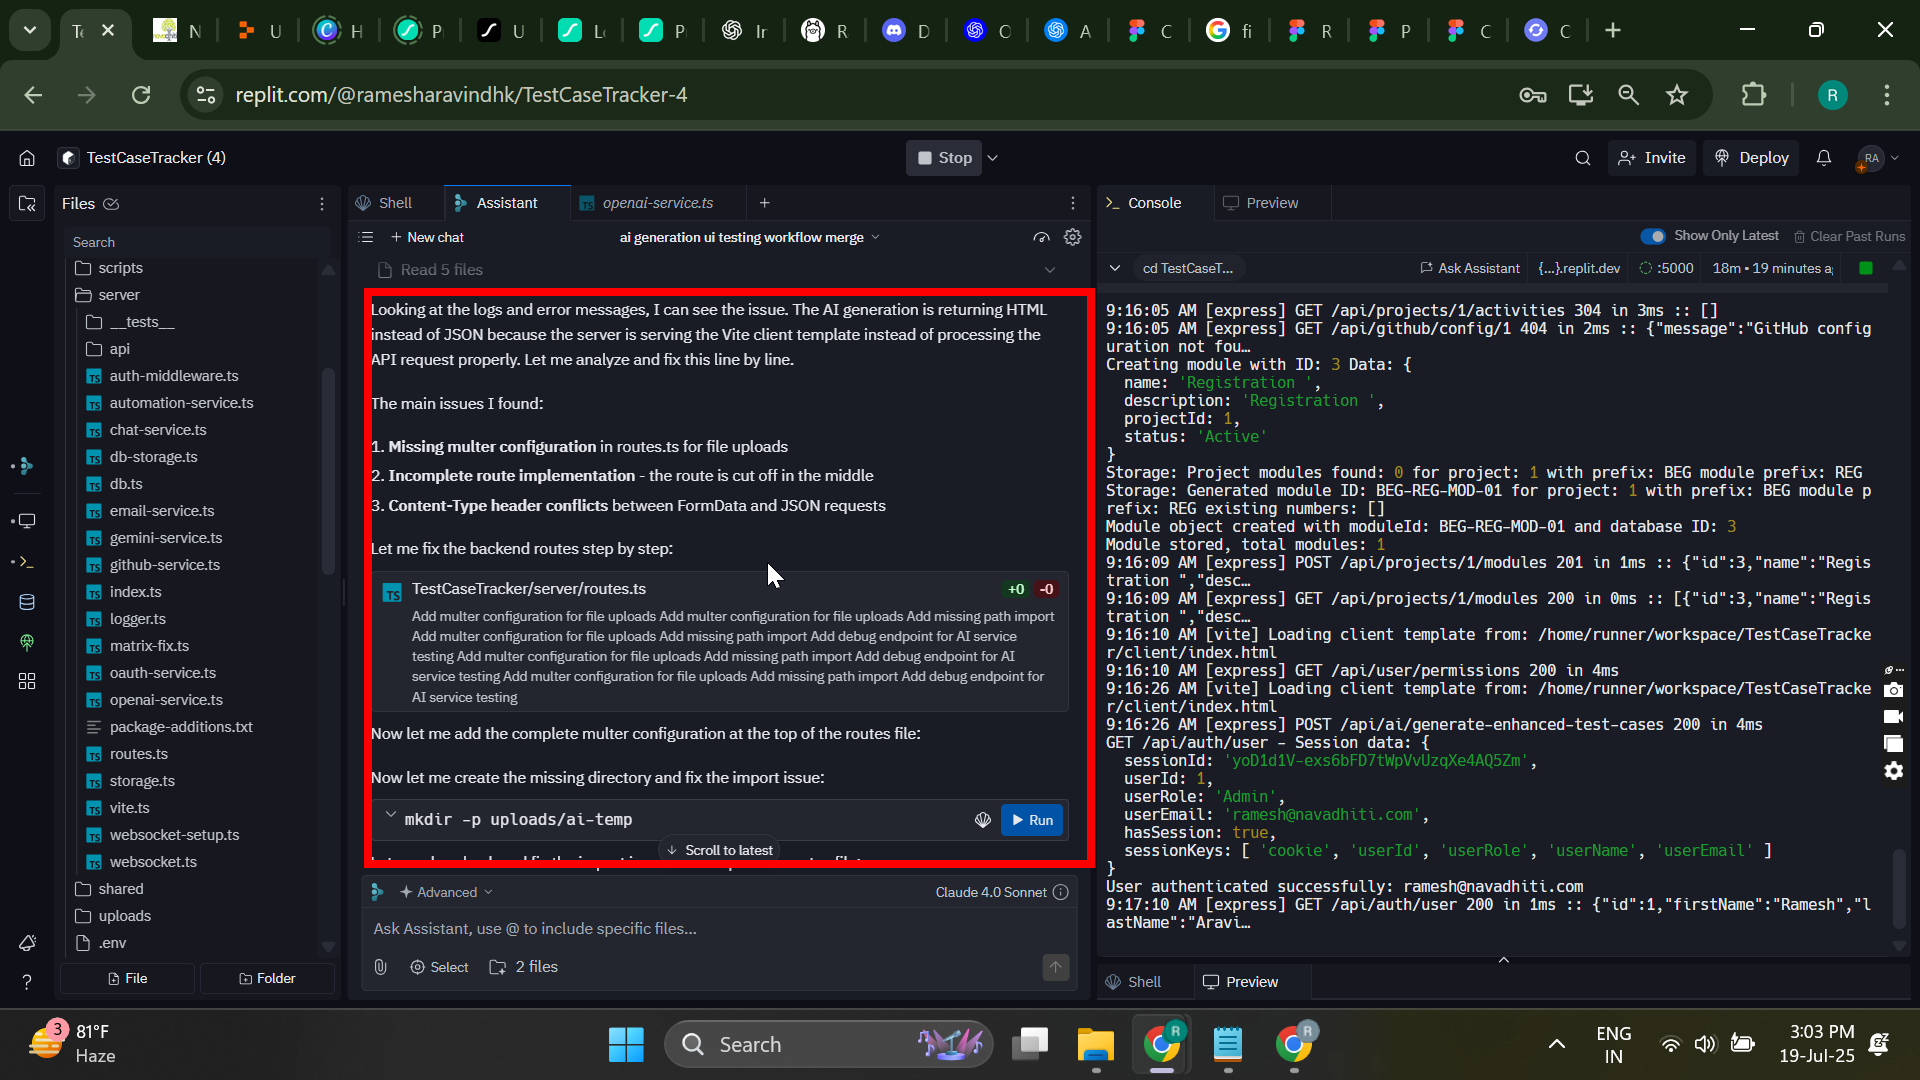 Te
N
U
H
P
U
L
P
Ir
R
D
O
A
C
fi
R
P
C
C
replit.com/@ramesharavindhk/TestCaseTracker-4
R
TestCaseTracker (4)
Stop
Invite
Deploy
RA
Files
Shell
Assistant
openai-service.ts
Console
Preview
Search
New chat
ai generation ui testing workflow merge
Show Only Latest
Clear Past Runs
Read 5 files
cd TestCaseT...
Ask Assistant
{...}.replit.dev
:5000
18m • 19 minutes a
scripts
server
__tests__
api
auth-middleware.ts
automation-service.ts
chat-service.ts
db-storage.ts
db.ts
email-service.ts
gemini-service.ts
github-service.ts
index.ts
logger.ts
matrix-fix.ts
oauth-service.ts
openai-service.ts
package-additions.txt
routes.ts
storage.ts
vite.ts
websocket-setup.ts
websocket.ts
shared
uploads
.env
File
Folder
Looking at the logs and error messages, I can see the issue. The AI generation is returning HTML
instead of JSON because the server is serving the Vite client template instead of processing the
API request properly. Let me analyze and fix this line by line.
The main issues I found:
1. Missing multer configuration in routes.ts for file uploads
2. Incomplete route implementation - the route is cut off in the middle
3. Content-Type header conflicts between FormData and JSON requests
Let me fix the backend routes step by step:
TestCaseTracker/server/routes.ts
+0 -0
Add multer configuration for file uploads Add multer configuration for file uploads Add missing path import
Add multer configuration for file uploads Add missing path import Add debug endpoint for AI service
testing Add multer configuration for file uploads Add missing path import Add debug endpoint for AI
service testing Add multer configuration for file uploads Add missing path import Add debug endpoint for
AI service testing
Now let me add the complete multer configuration at the top of the routes file:
Now let me create the missing directory and fix the import issue:
mkdir -p uploads/ai-temp
Run
Scroll to latest
Advanced
Claude 4.0 Sonnet
Ask Assistant, use @ to include specific files...
Select
2 files
9:16:05 AM [express] GET /api/projects/1/activities 304 in 3ms :: []
9:16:05 AM [express] GET /api/github/config/1 404 in 2ms :: {"message":"GitHub config
uration not fou…
Creating module with ID: 3 Data: {
name: 'Registration ',
description: 'Registration ',
projectId: 1,
status: 'Active'
}
Storage: Project modules found: 0 for project: 1 with prefix: BEG module prefix: REG
Storage: Generated module ID: BEG-REG-MOD-01 for project: 1 with prefix: BEG module p
refix: REG existing numbers: []
Module object created with moduleId: BEG-REG-MOD-01 and database ID: 3
Module stored, total modules: 1
9:16:09 AM [express] POST /api/projects/1/modules 201 in 1ms :: {"id":3,"name":"Regis
tration ","desc…
9:16:09 AM [express] GET /api/projects/1/modules 200 in 0ms :: [{"id":3,"name":"Regis
tration ","desc…
9:16:10 AM [vite] Loading client template from: /home/runner/workspace/TestCaseTracke
r/client/index.html
9:16:10 AM [express] GET /api/user/permissions 200 in 4ms
9:16:26 AM [vite] Loading client template from: /home/runner/workspace/TestCaseTracke
r/client/index.html
9:16:26 AM [express] POST /api/ai/generate-enhanced-test-cases 200 in 4ms
GET /api/auth/user - Session data: {
sessionId: 'yoD1d1V-exs6bFD7tWpVvUzqXe4AQ5Zm',
userId: 1,
userRole: 'Admin',
userEmail: 'ramesh@navadhiti.com',
hasSession: true,
sessionKeys: [ 'cookie', 'userId', 'userRole', 'userName', 'userEmail' ]
}
User authenticated successfully: ramesh@navadhiti.com
9:17:10 AM [express] GET /api/auth/user 200 in 1ms :: {"id":1,"firstName":"Ramesh","l
astName":"Aravi…
Shell
Preview
3
81°F
Haze
Search
R
R
ENG
IN
3:03 PM
19-Jul-25